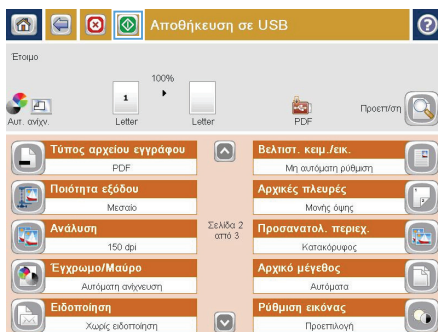 Αποθήκευση σε USB
Έτοιμο
100%
1
Αυτ. ανίχν.
Letter
Letter
PDF
Προεπ/ση
Τύπος αρχείου εγγράφου
PDF
Ποιότητα εξόδου
Μεσαίο
Ανάλυση
150 dpi
Έγχρωμο/Μαύρο
Αυτόματη ανίχνευση
Ειδοποίηση
Χωρίς ειδοποίηση
Σελίδα 2
από 3
Βελτιστ. κειμ./εικ.
Μη αυτόματη ρύθμιση
Αρχικές πλευρές
Μονής όψης
Προσανατολ. περιεχ.
Κατακόρυφος
Αρχικό μέγεθος
Αυτόματα
Ρύθμιση εικόνας
Προεπιλογή